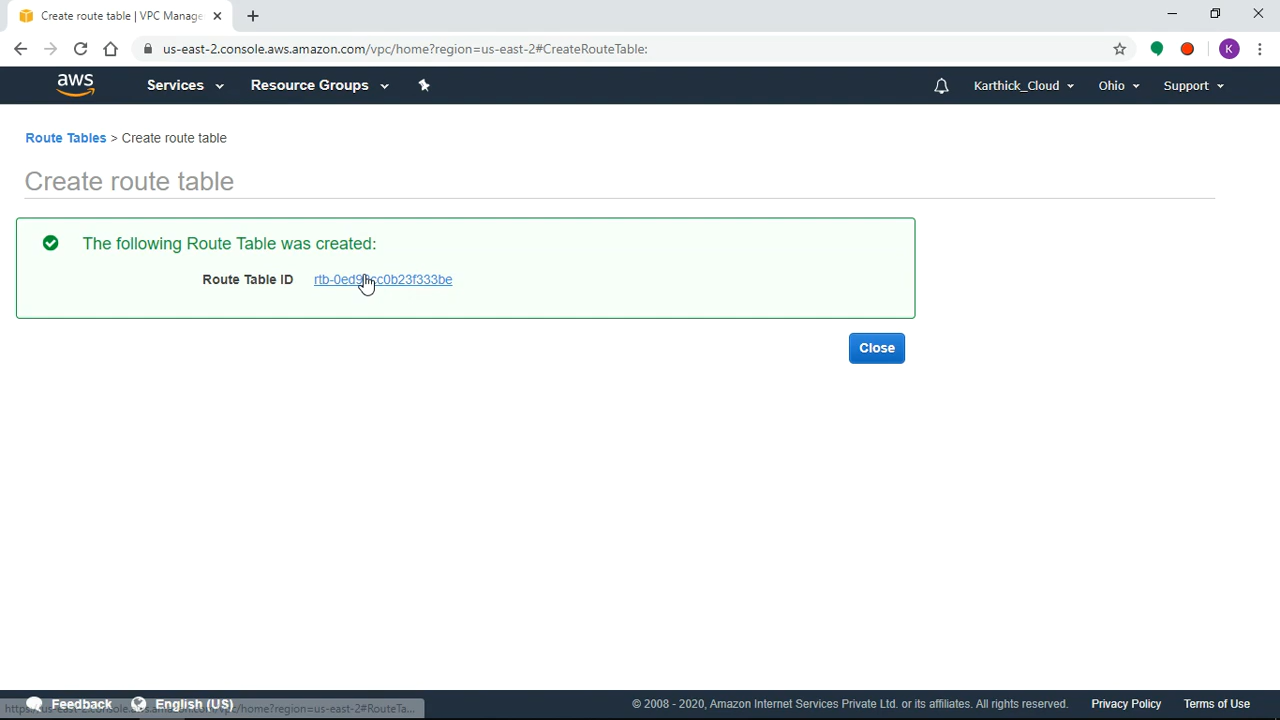 Create route table | VPC Manage
us-east-2.console.aws.amazon.com/vpc/home?region=us-east-2#CreateRouteTable:
K
aws
Services
Resource Groups
Karthick_Cloud
Ohio
Support
Route Tables > Create route table
Create route table
The following Route Table was created:
Route Table ID
Close
Feedback
English (US)
© 2008 - 2020, Amazon Internet Services Private Ltd. or its affiliates. All rights reserved.
Privacy Policy
Terms of Use